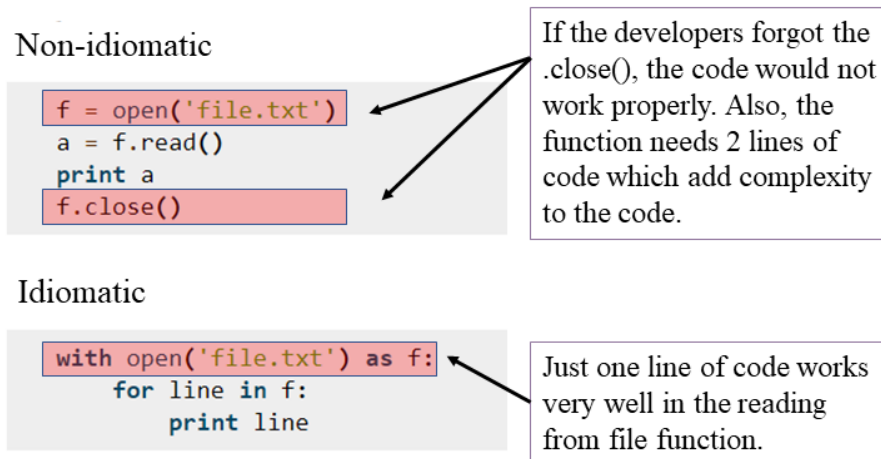 Non-idiomatic
f = open('file.txt')
a = f.read()
print a
f.close()
If the developers forgot the
.close(), the code would not
work properly. Also, the
function needs 2 lines of
code which add complexity
to the code.
Idiomatic
with open('file.txt') as f:
    for line in f:
        print line
Just one line of code works
very well in the reading
from file function.